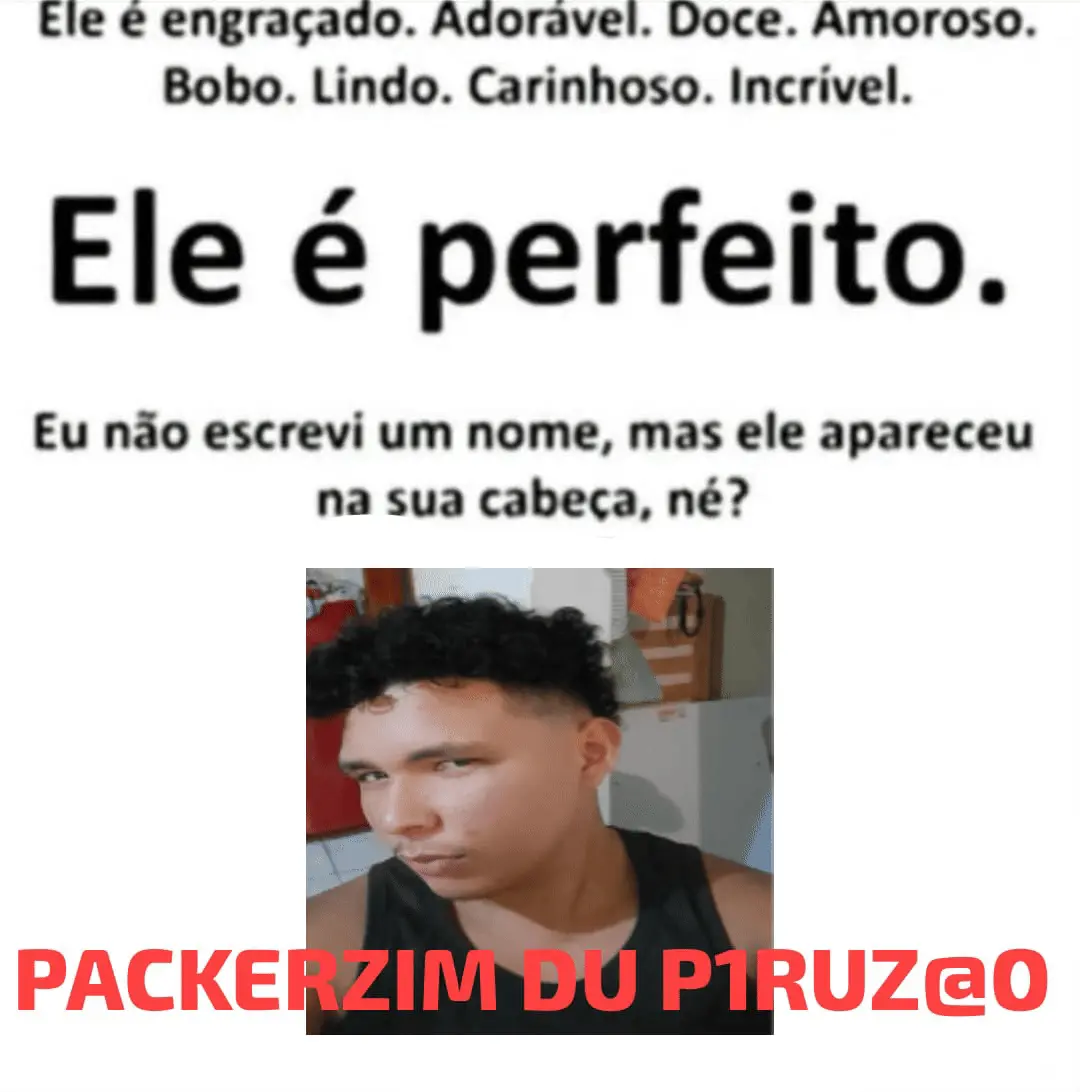 Ele é engraçado. Adorável. Doce. Amoroso.
Bobo. Lindo. Carinhoso. Incrível.
Ele é perfeito.
Eu não escrevi um nome, mas ele apareceu
na sua cabeça, né?
PACKERZIM DU P1RUZ@0